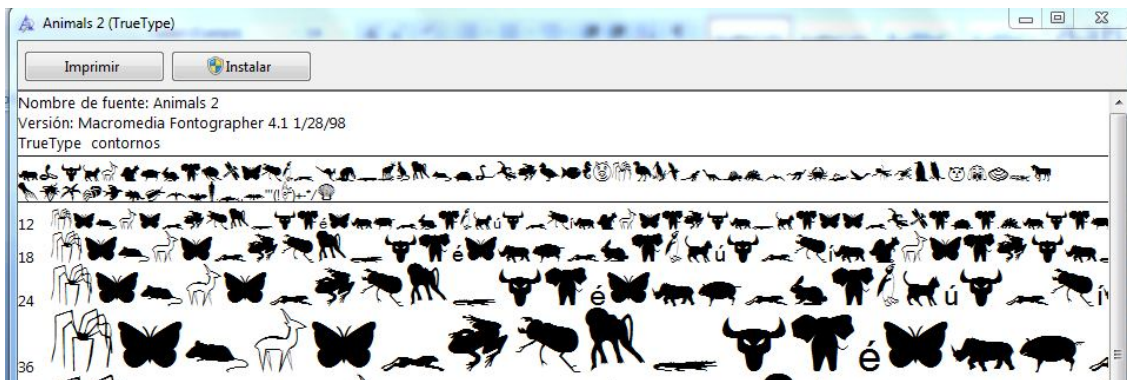 Animals 2 (TrueType)
Imprimir Instalar
Nombre de fuente: Animals 2
Versión: Macromedia Fontographer 4.1 1/28/98
TrueType contornos
12 é ú í
18 é ú í
24 é ú í
36 é